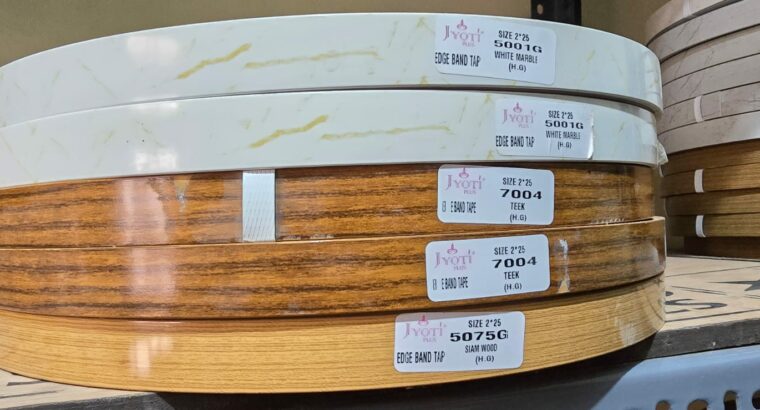 Jyoti
PLUS
EDGE BAND TAP
SIZE 2*25
5001G
WHITE MARBLE
(H.G)
Jyoti
PLUS
EDGE BAND TAP
SIZE 2*25
5001G
WHITE MARBLE
(H.G)
Jyoti
PLUS
E BAND TAPE
SIZE 2*25
7004
TEEK
(H.G)
Jyoti
PLUS
E BAND TAPE
SIZE 2*25
7004
TEEK
(H.G)
Jyoti
PLUS
EDGE BAND TAP
SIZE 2*25
5075G
SIAM WOOD
(H.G)